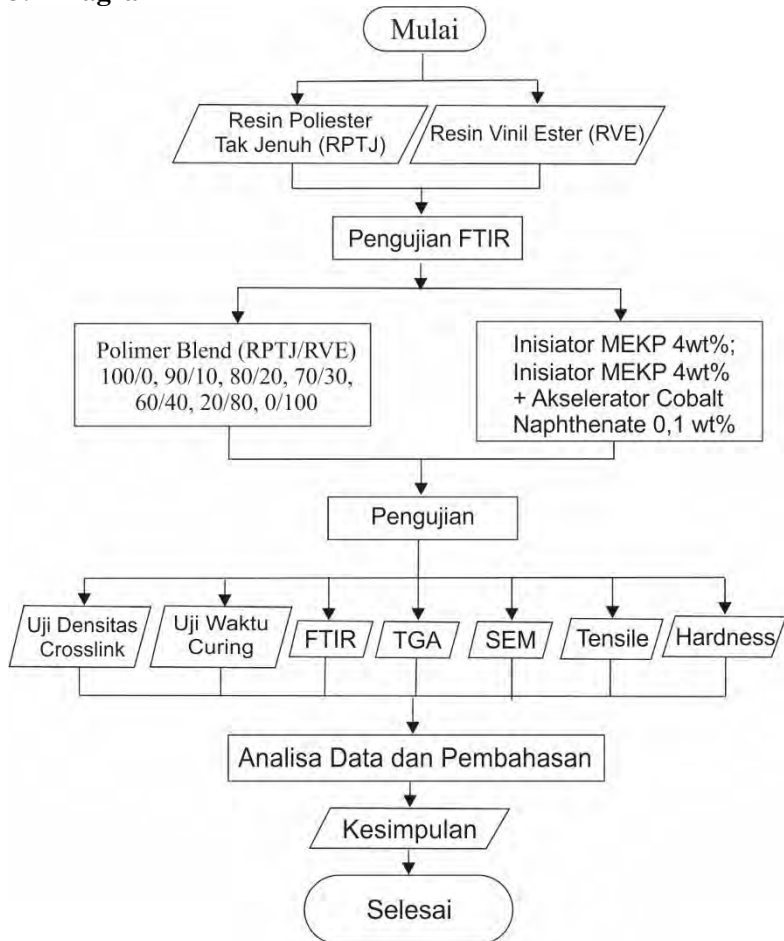 Mulai
Resin Poliester
Tak Jenuh (RPTJ)
Resin Vinil Ester (RVE)
Pengujian FTIR
Polimer Blend (RPTJ/RVE)
100/0, 90/10, 80/20, 70/30,
60/40, 20/80, 0/100
Inisiator MEKP 4wt%;
Inisiator MEKP 4wt%
+ Akselerator Cobalt
Naphthenate 0,1 wt%
Pengujian
Uji Densitas
Crosslink
Uji Waktu
Curing
FTIR
TGA
SEM
Tensile
Hardness
Analisa Data dan Pembahasan
Kesimpulan
Selesai